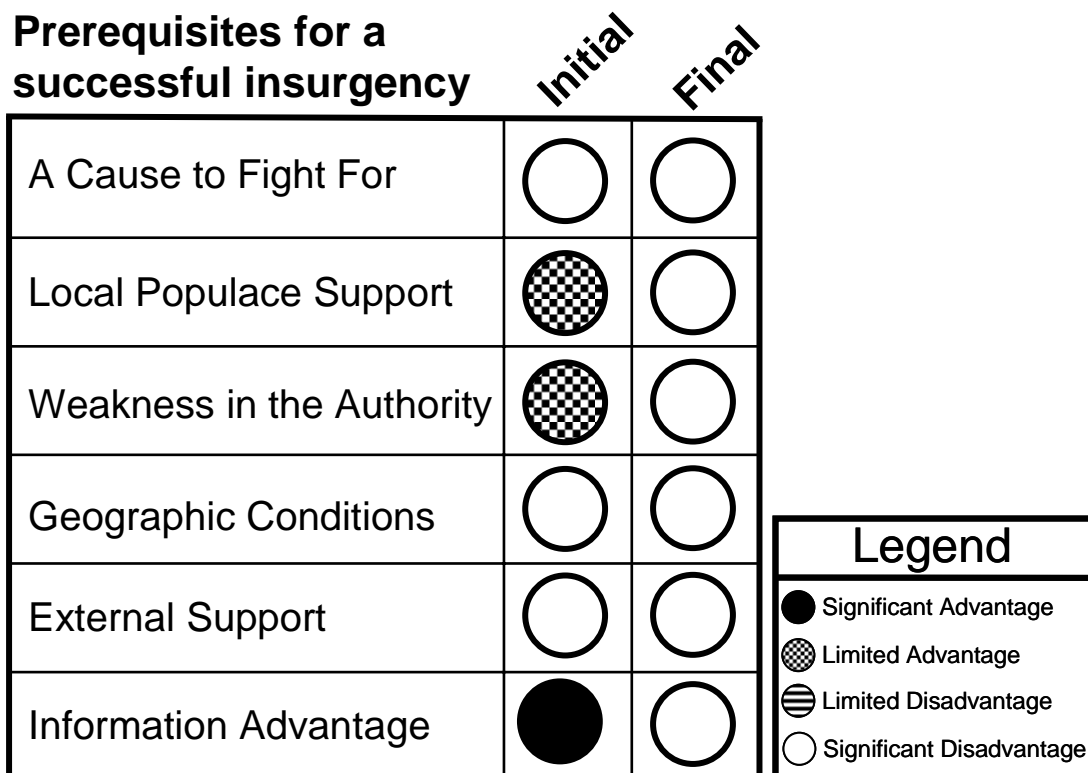 Prerequisites for a
successful insurgency
Initial
Final
A Cause to Fight For
Local Populace Support
Weakness in the Authority
Geographic Conditions
External Support
Information Advantage
Legend
Significant Advantage
Limited Advantage
Limited Disadvantage
Significant Disadvantage